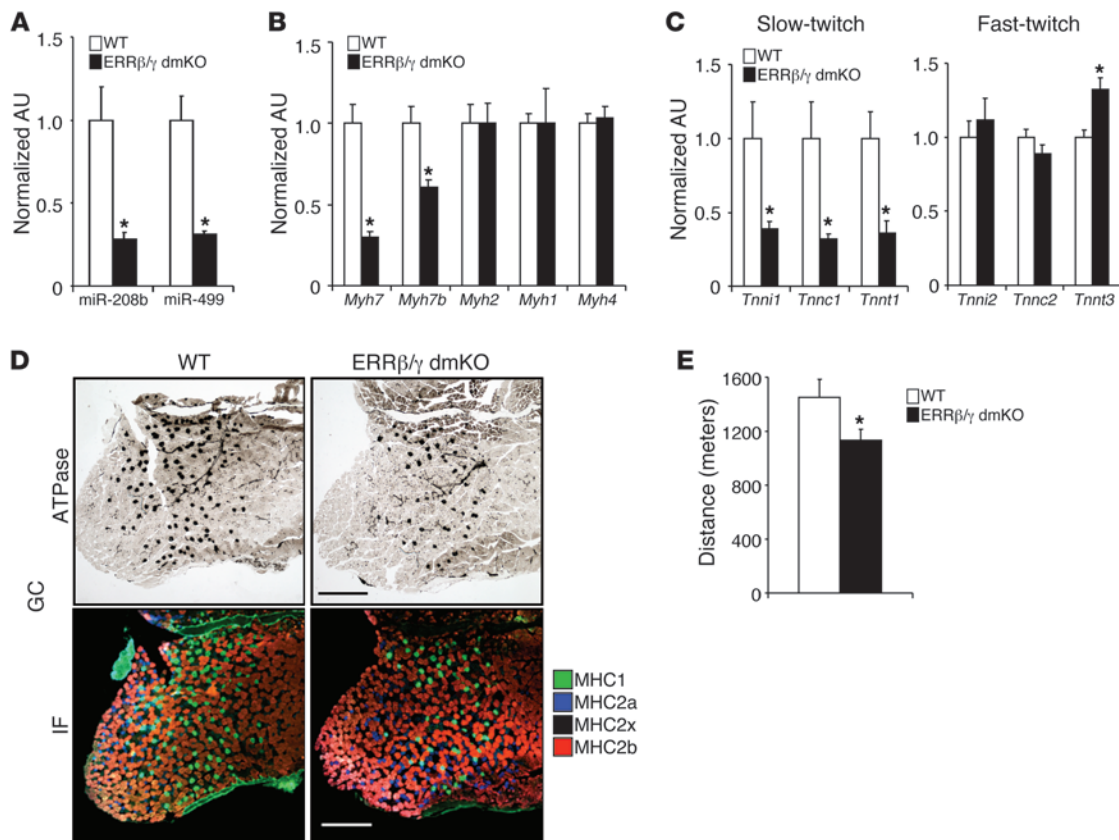 A
WT
ERRβ/γ dmKO
Normalized AU
1.5
1.0
0.5
0
*
*
miR-208b miR-499
B
WT
ERRβ/γ dmKO
Normalized AU
1.5
1.0
0.5
0
*
*
Myh7 Myh7b Myh2 Myh1 Myh4
C
Slow-twitch
Fast-twitch
WT
ERRβ/γ dmKO
Normalized AU
1.5
1.0
0.5
0
*
*
*
Tnni1 Tnnc1 Tnnt1
1.5
1.0
0.5
0
*
Tnni2 Tnnc2 Tnnt3
D
WT
ERRβ/γ dmKO
ATPase
GC
IF
MHC1
MHC2a
MHC2x
MHC2b
E
Distance (meters)
1600
1200
800
400
0
*
WT
ERRβ/γ dmKO